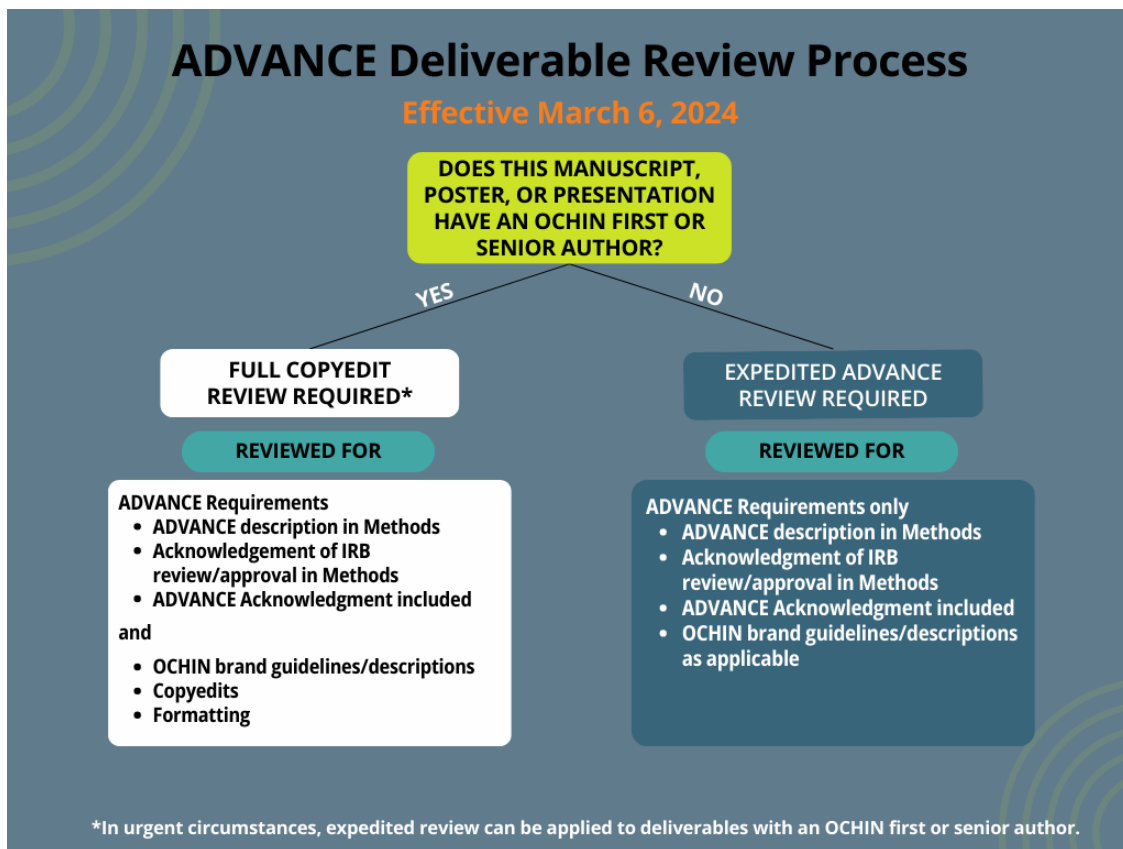 ADVANCE Deliverable Review Process
Effective March 6, 2024
DOES THIS MANUSCRIPT,
POSTER, OR PRESENTATION
HAVE AN OCHIN FIRST OR
SENIOR AUTHOR?
YES
NO
FULL COPYEDIT
REVIEW REQUIRED*
REVIEWED FOR
ADVANCE Requirements
• ADVANCE description in Methods
• Acknowledgement of IRB
review/approval in Methods
• ADVANCE Acknowledgment included
and
• OCHIN brand guidelines/descriptions
• Copyedits
• Formatting
EXPEDITED ADVANCE
REVIEW REQUIRED
REVIEWED FOR
ADVANCE Requirements only
• ADVANCE description in Methods
• Acknowledgment of IRB
review/approval in Methods
• ADVANCE Acknowledgment included
• OCHIN brand guidelines/descriptions
as applicable
*In urgent circumstances, expedited review can be applied to deliverables with an OCHIN first or senior author.